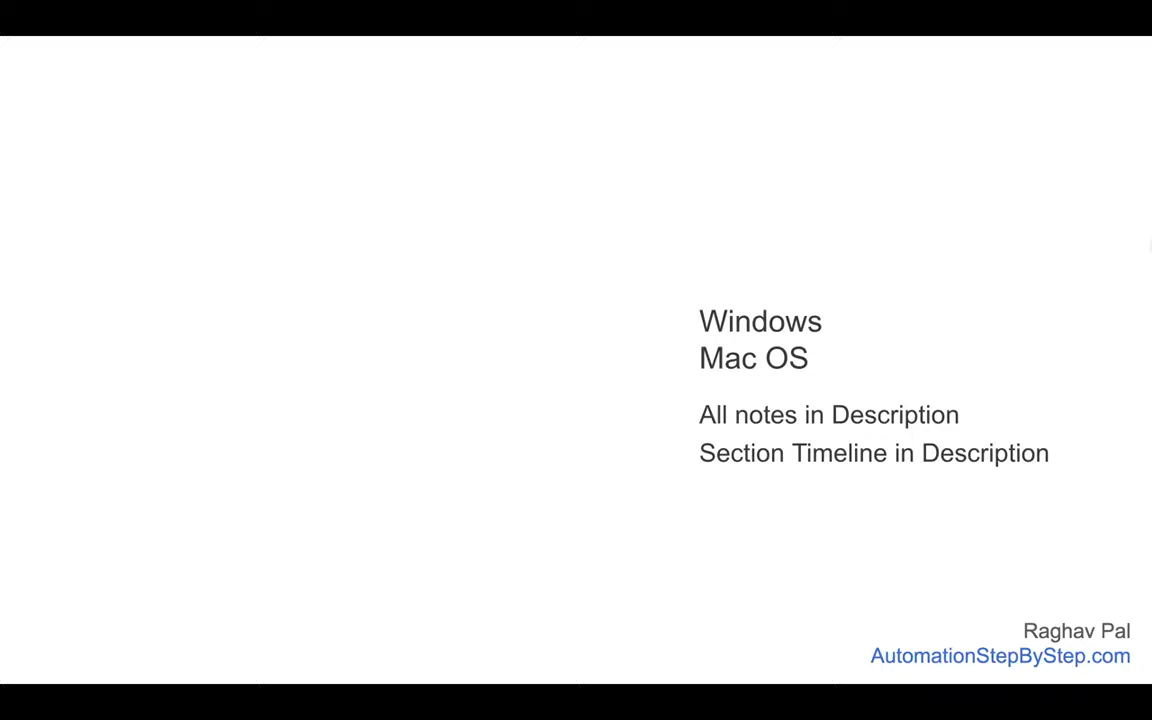 Windows
Mac OS
All notes in Description
Section Timeline in Description
Raghav Pal
AutomationStepByStep.com